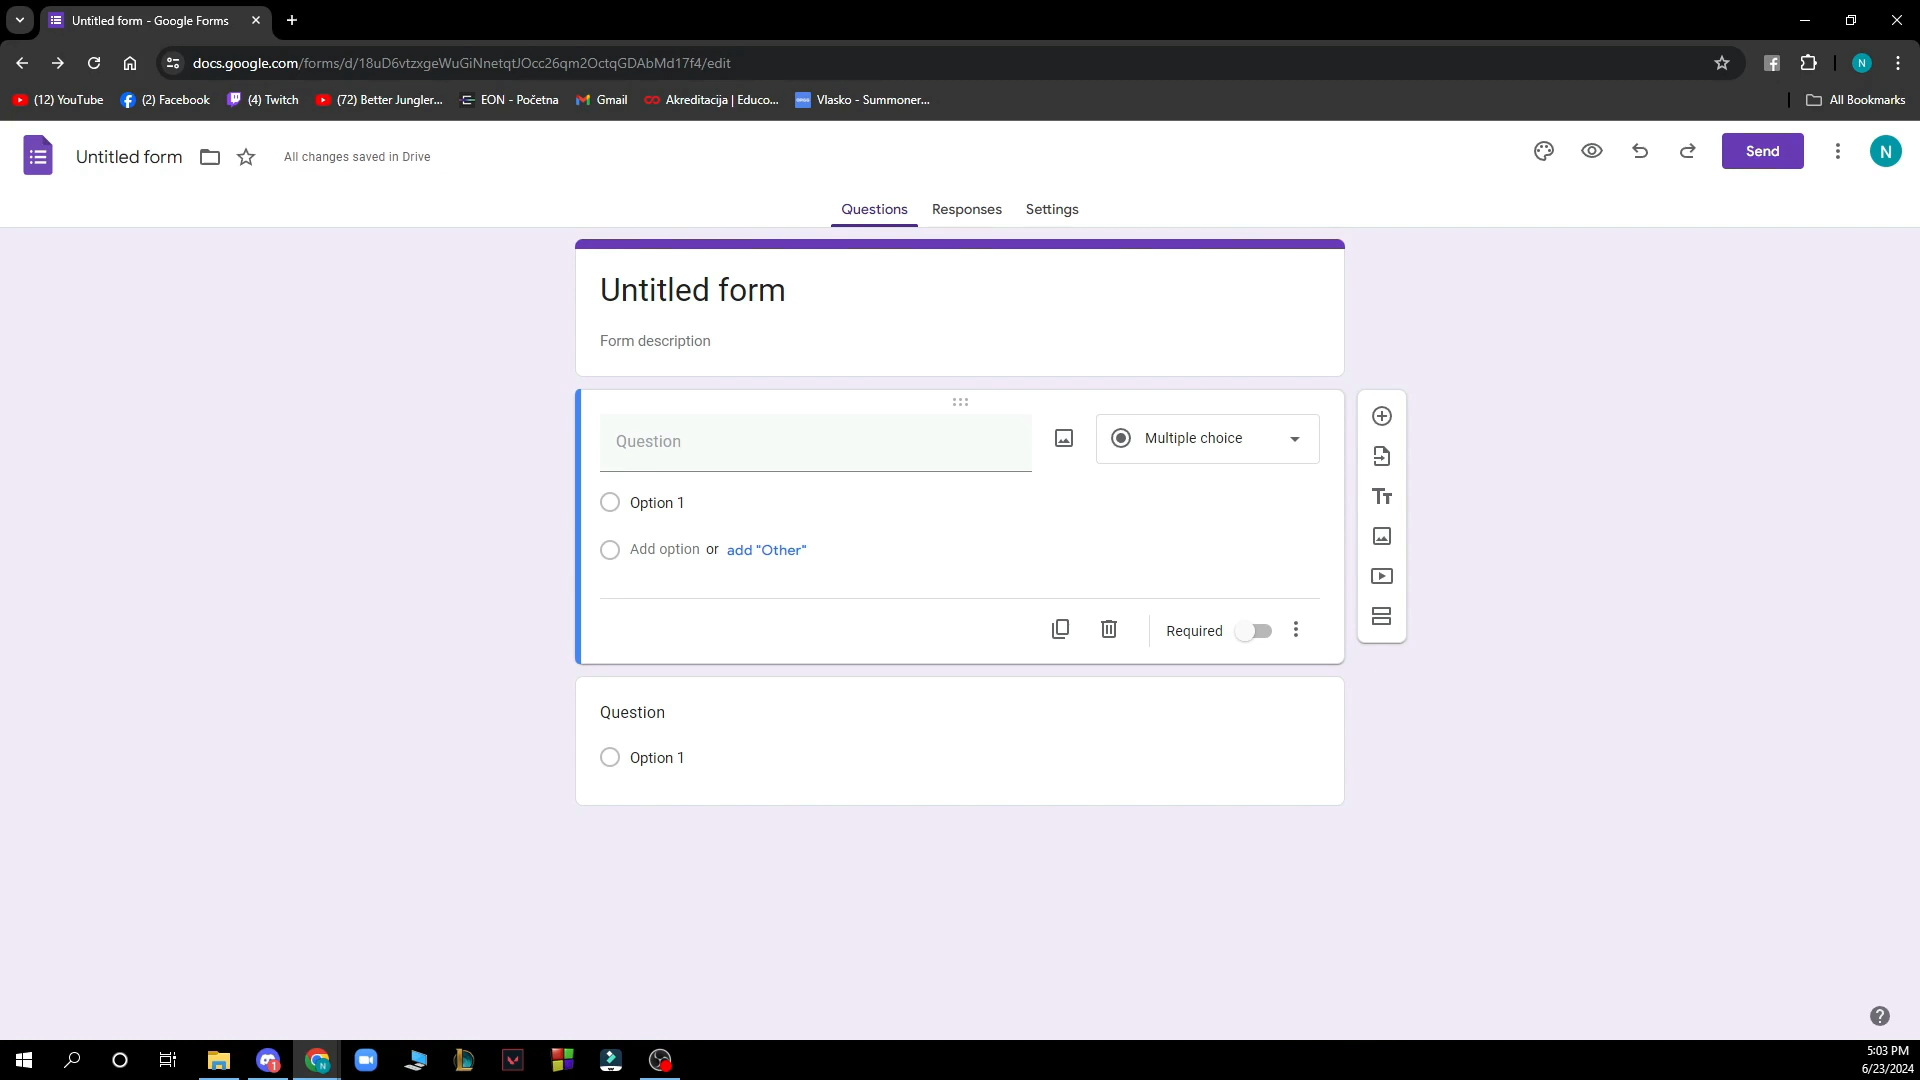 Untitled form - Google Forms
docs.google.com/forms/d/18uD6vtzxgeWuGiNnetqtJOcc26qm2OctqGDAbMd17f4/edit
(12) YouTube
(2) Facebook
(4) Twitch
(72) Better Jungler...
EON - Početna
Gmail
Akreditacija | Educo...
Vlasko - Summoner...
All Bookmarks
N
Untitled form
All changes saved in Drive
Send
N
Questions
Responses
Settings
Untitled form
Form description
Question
Multiple choice
Option 1
Add option or add "Other"
Required
Question
Option 1
5:03 PM
6/23/2024